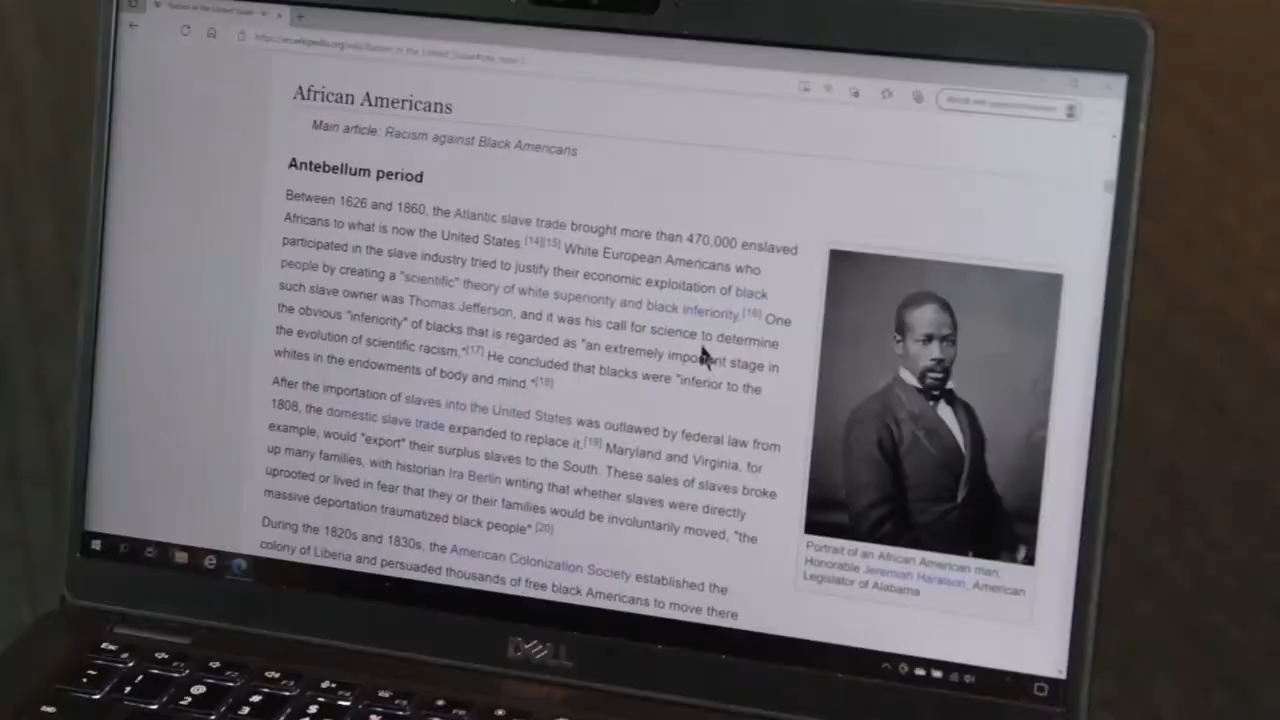 African Americans
Main article: Racism against Black Americans
Antebellum period
Between 1626 and 1860, the Atlantic slave trade brought more than 470,000 enslaved
Africans to what is now the United States.[14][15] White European Americans who
participated in the slave industry tried to justify their economic exploitation of black
people by creating a "scientific" theory of white superiority and black inferiority.[16] One
such slave owner was Thomas Jefferson, and it was his call for science to determine
the obvious "inferiority" of blacks that is regarded as "an extremely important stage in
the evolution of scientific racism."[17] He concluded that blacks were "inferior to the
whites in the endowments of body and mind."[18]
After the importation of slaves into the United States was outlawed by federal law from
1808, the domestic slave trade expanded to replace it.[19] Maryland and Virginia, for
example, would "export" their surplus slaves to the South. These sales of slaves broke
up many families, with historian Ira Berlin writing that whether slaves were directly
uprooted or lived in fear that they or their families would be involuntarily moved, "the
massive deportation traumatized black people" [20]
During the 1820s and 1830s, the American Colonization Society established the
colony of Liberia and persuaded thousands of free black Americans to move there
Portrait of an African American man,
Honorable Jeremiah Haralson, American
Legislator of Alabama
DELL
Esc F1 F2 F3
~ ! @ #
1 2 3